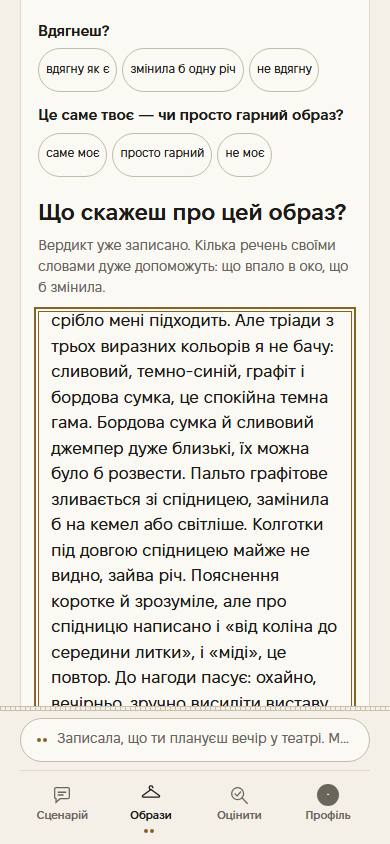 Вдягнеш?
вдягну як є
змінила б одну річ
не вдягну
Це саме твоє — чи просто гарний образ?
саме моє
просто гарний
не моє
Що скажеш про цей образ?
Вердикт уже записано. Кілька речень своїми
словами дуже допоможуть: що впало в око, що
б змінила.
срібло мені підходить. Але тріади з
трьох виразних кольорів я не бачу:
сливовий, темно-синій, графіт і
бордова сумка, це спокійна темна
гама. Бордова сумка й сливовий
джемпер дуже близькі, їх можна
було б розвести. Пальто графітове
зливається зі спідницею, замінила
б на кемел або світліше. Колготки
під довгою спідницею майже не
видно, зайва річ. Пояснення
коротке й зрозуміле, але про
спідницю написано і «від коліна до
середини литки», і «міді», це
повтор. До нагоди пасує: охайно,
вечірньо, зручно висидіти виставу
Записала, що ти плануєш вечір у театрі. М...
Сценарій
Образи
Оцінити
Профіль